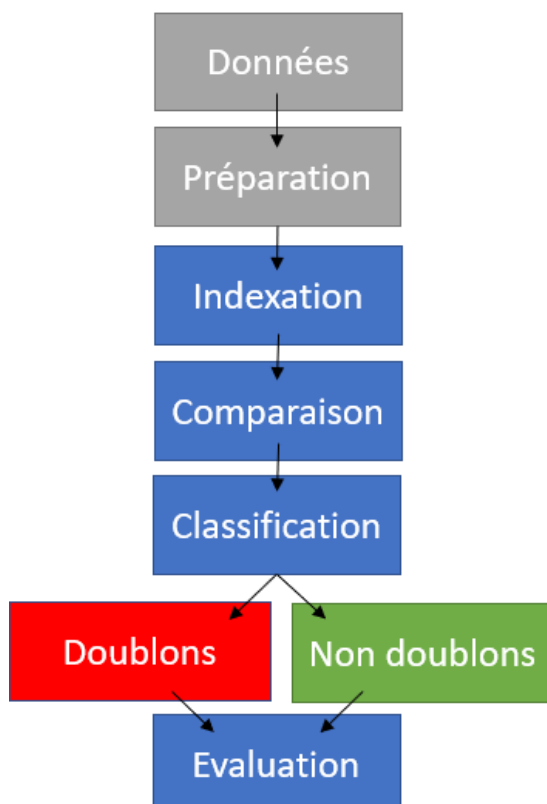 Données
Préparation
Indexation
Comparaison
Classification
Doublons
Non doublons
Evaluation